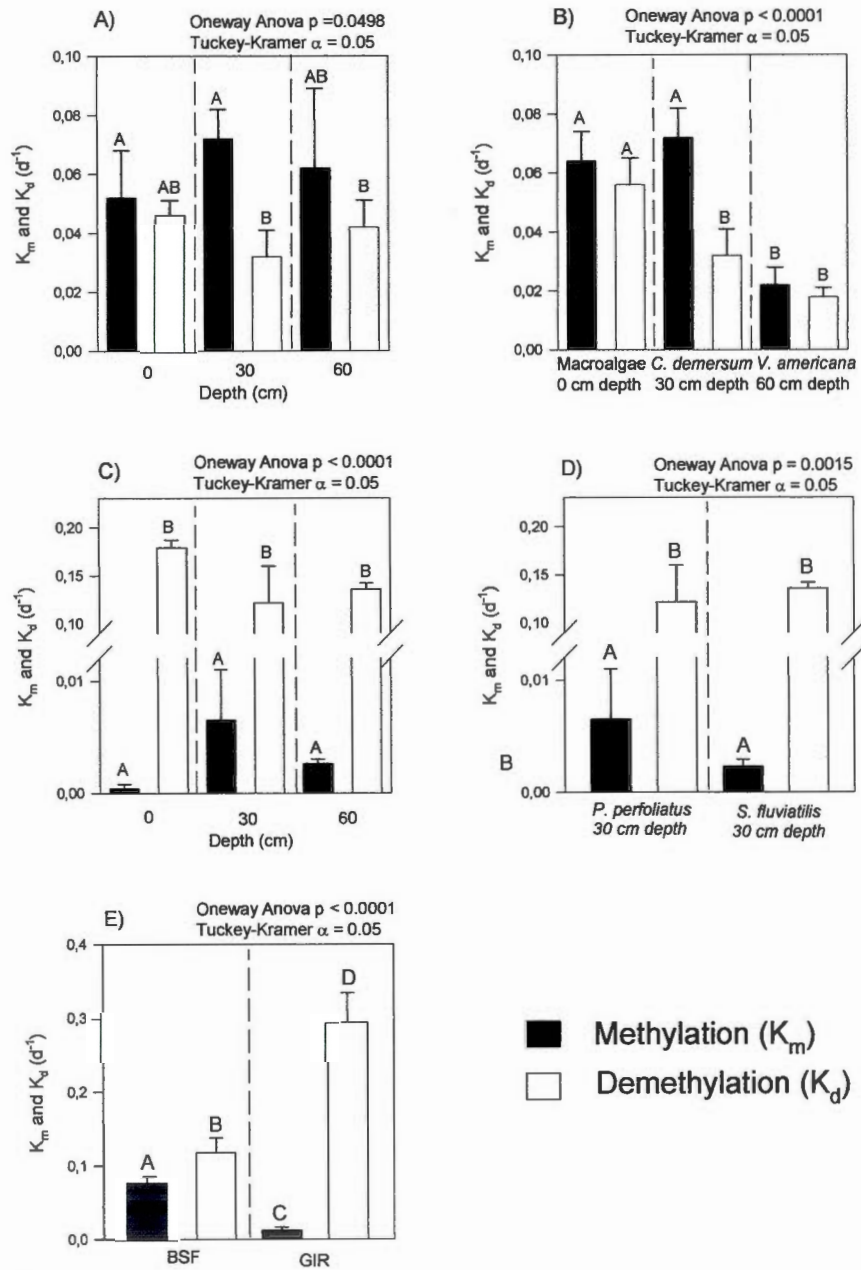 A)
Oneway Anova p =0.0498
Tuckey-Kramer α = 0.05
0,10
0,08
0,06
0,04
0,02
0,00
Km and Kd (d-1)
A
AB
A
B
AB
B
0
30
60
Depth (cm)
B)
Oneway Anova p < 0.0001
Tuckey-Kramer α = 0.05
0,10
0,08
0,06
0,04
0,02
0,00
Km and Kd (d-1)
A
A
A
B
B
B
Macroalgae C. demersum V. americana
0 cm depth 30 cm depth 60 cm depth
C)
Oneway Anova p < 0.0001
Tuckey-Kramer α = 0.05
0,20
0,15
0,10
0,01
0,00
Km and Kd (d-1)
A
B
A
B
A
B
0
30
60
Depth (cm)
D)
Oneway Anova p = 0.0015
Tuckey-Kramer α = 0.05
0,20
0,15
0,10
0,01
0,00
Km and Kd (d-1)
B
A
B
A
B
P. perfoliatus S. fluviatilis
30 cm depth 30 cm depth
E)
Oneway Anova p < 0.0001
Tuckey-Kramer α = 0.05
0,4
0,3
0,2
0,1
0,0
Km and Kd (d-1)
A
B
C
D
BSF
GIR
Methylation (Km)
Demethylation (Kd)